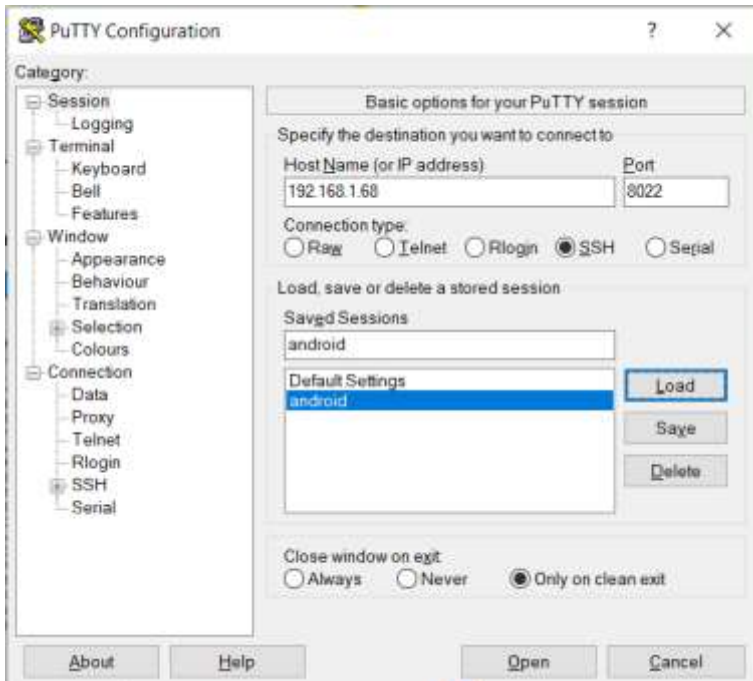 PuTTY Configuration ? ×
Category:
Session
Logging
Terminal
Keyboard
Bell
Features
Window
Appearance
Behaviour
Translation
Selection
Colours
Connection
Data
Proxy
Telnet
Rlogin
SSH
Serial
Basic options for your PuTTY session
Specify the destination you want to connect to
Host Name (or IP address) Port
192.168.1.68 8022
Connection type:
Raw Telnet Rlogin SSH Serial
Load, save or delete a stored session
Saved Sessions
android
Default Settings
android
Load
Save
Delete
Close window on exit
Always Never Only on clean exit
About Help Open Cancel